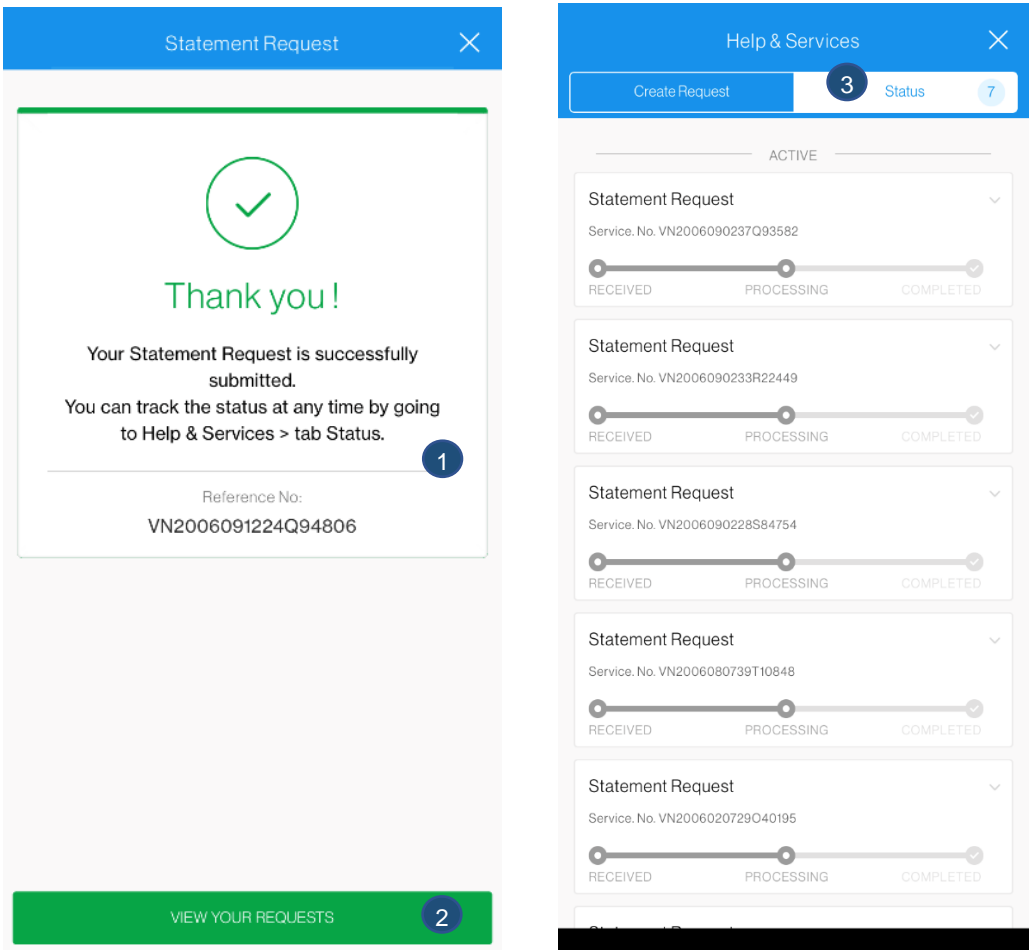 Statement Request
Thank you!
Your Statement Request is successfully
submitted.
You can track the status at any time by going
to Help & Services > tab Status.
1
Reference No:
VN2006091224Q94806
VIEW YOUR REQUESTS
2
Help & Services
Create Request
3
Status
7
ACTIVE
Statement Request
Service. No. VN2006090237Q93582
RECEIVED PROCESSING COMPLETED
Statement Request
Service. No. VN2006090233R22449
RECEIVED PROCESSING COMPLETED
Statement Request
Service. No. VN2006090228S84754
RECEIVED PROCESSING COMPLETED
Statement Request
Service. No. VN2006080739T10848
RECEIVED PROCESSING COMPLETED
Statement Request
Service. No. VN2006020729O40195
RECEIVED PROCESSING COMPLETED